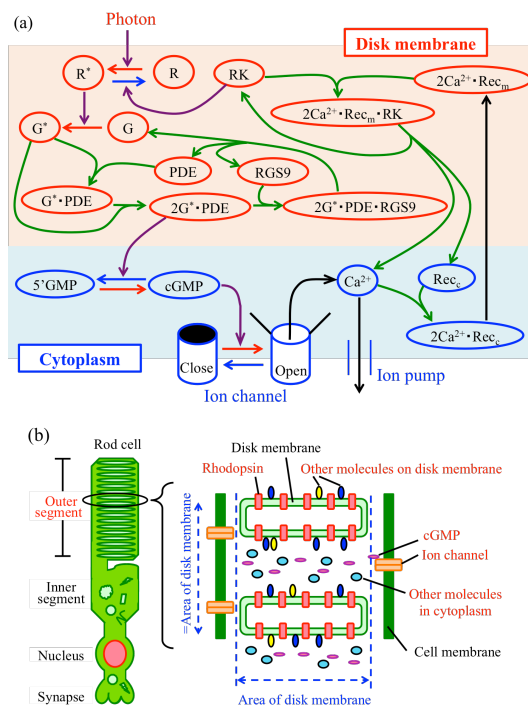 (a)
Photon
Disk membrane
R*
R
RK
2Ca²⁺・Recₘ
2Ca²⁺・Recₘ・RK
G*
G
PDE
RGS9
G*・PDE
2G*・PDE
2G*・PDE・RGS9
5'GMP
cGMP
Ca²⁺
Rec꜀
2Ca²⁺・Rec꜀
Cytoplasm
Close
Open
Ion channel
Ion pump
(b)
Rod cell
Outer
segment
Inner
segment
Nucleus
Synapse
Disk membrane
Rhodopsin
Other molecules on disk membrane
=Area of disk membrane
cGMP
Ion channel
Other molecules
in cytoplasm
Cell membrane
Area of disk membrane